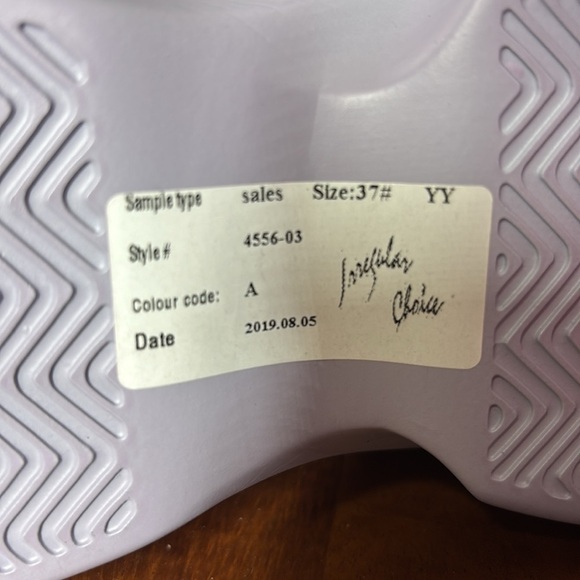 Sample type sales Size:37# YY
Style# 4556-03
Irregular
Choice
Colour code: A
Date 2019.08.05